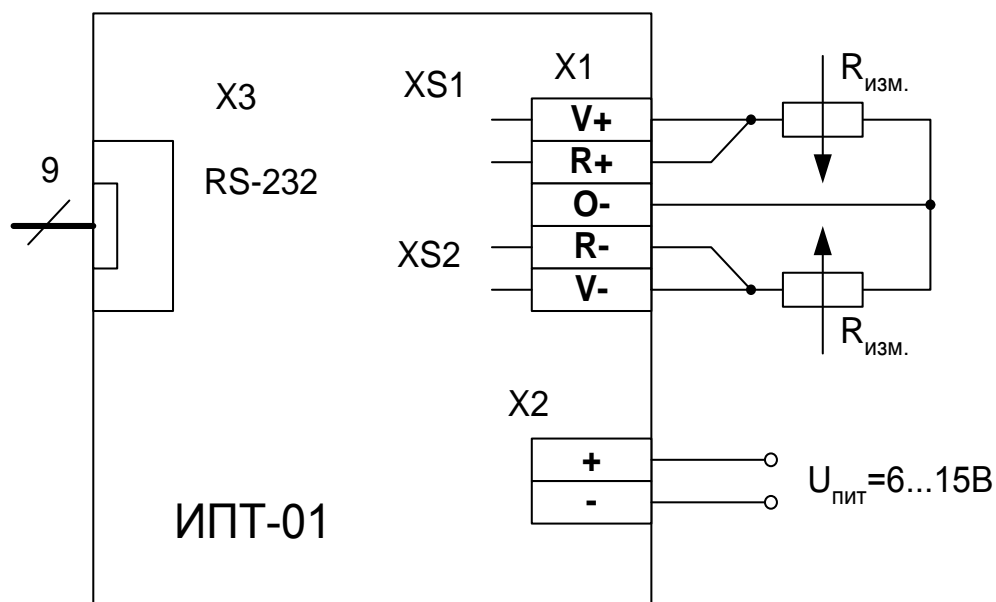 X1
XS1
X3
Rизм.
V+
R+
9
RS-232
O-
R-
XS2
V-
Rизм.
X2
+
Uпит=6...15В
-
ИПТ-01